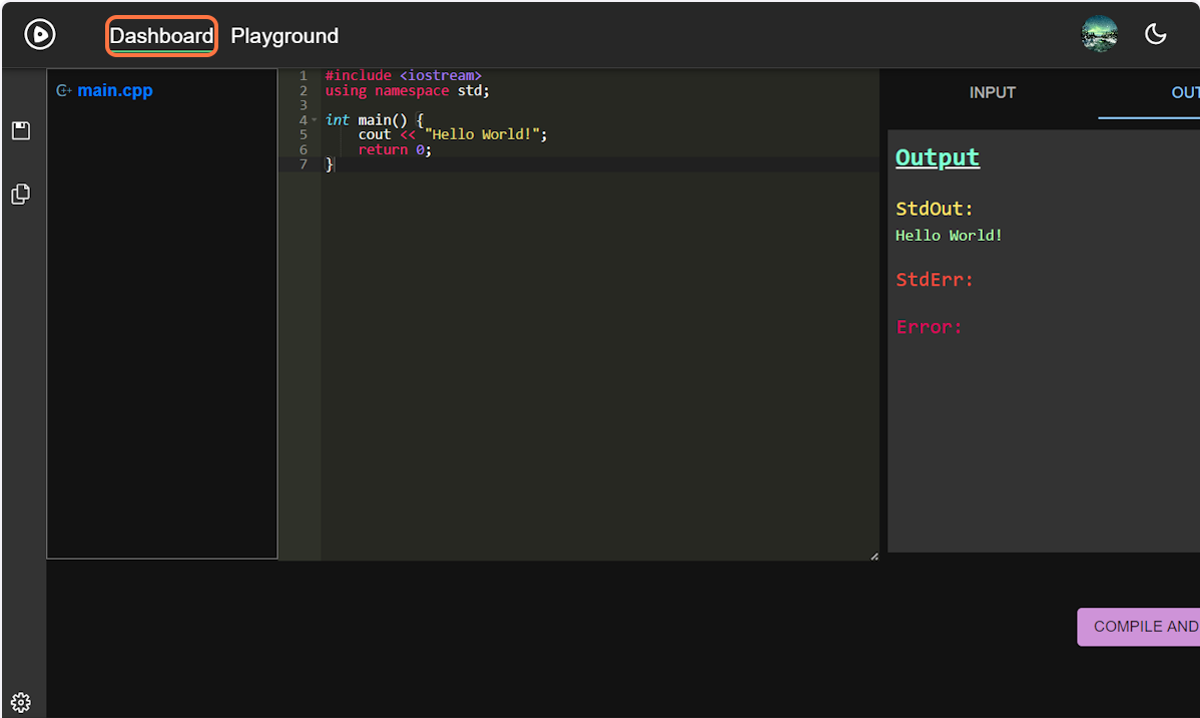 Dashboard Playground
main.cpp
1 #include <iostream>
2 using namespace std;
3
4 int main() {
5     cout << "Hello World!";
6     return 0;
7 }
INPUT
OUT
Output
StdOut:
Hello World!
StdErr:
Error:
COMPILE AND